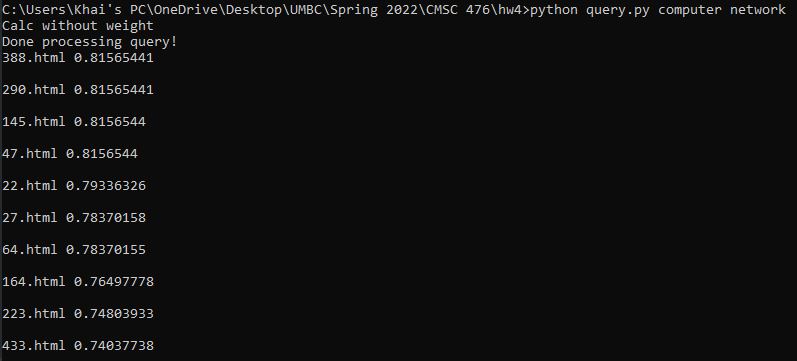 C:\Users\Khai's PC\OneDrive\Desktop\UMBC\Spring 2022\CMSC 476\hw4>python query.py computer network
Calc without weight
Done processing query!
388.html 0.81565441
290.html 0.81565441
145.html 0.8156544
47.html 0.8156544
22.html 0.79336326
27.html 0.78370158
64.html 0.78370155
164.html 0.76497778
223.html 0.74803933
433.html 0.74037738